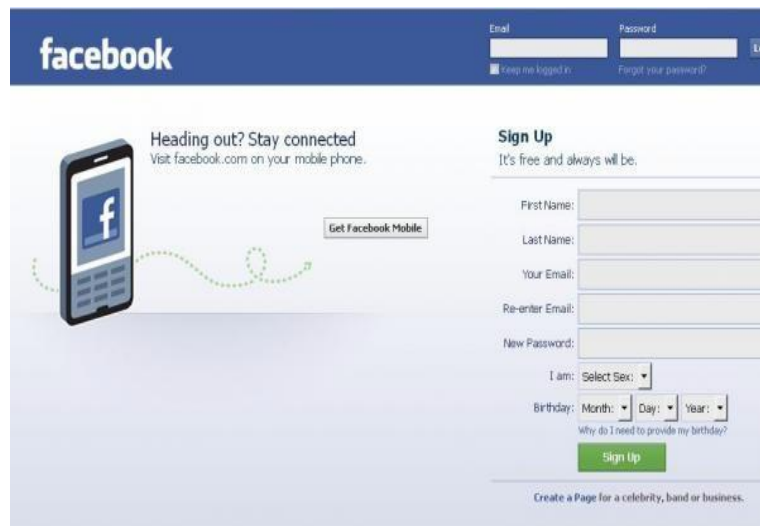 facebook
Email
Password
Keep me logged in
Forgot your password?
Heading out? Stay connected
Visit facebook.com on your mobile phone.
f
Get Facebook Mobile
Sign Up
It's free and always will be.
First Name:
Last Name:
Your Email:
Re-enter Email:
New Password:
I am: Select Sex:
Birthday: Month: Day: Year:
Why do I need to provide my birthday?
Sign Up
Create a Page for a celebrity, band or business.